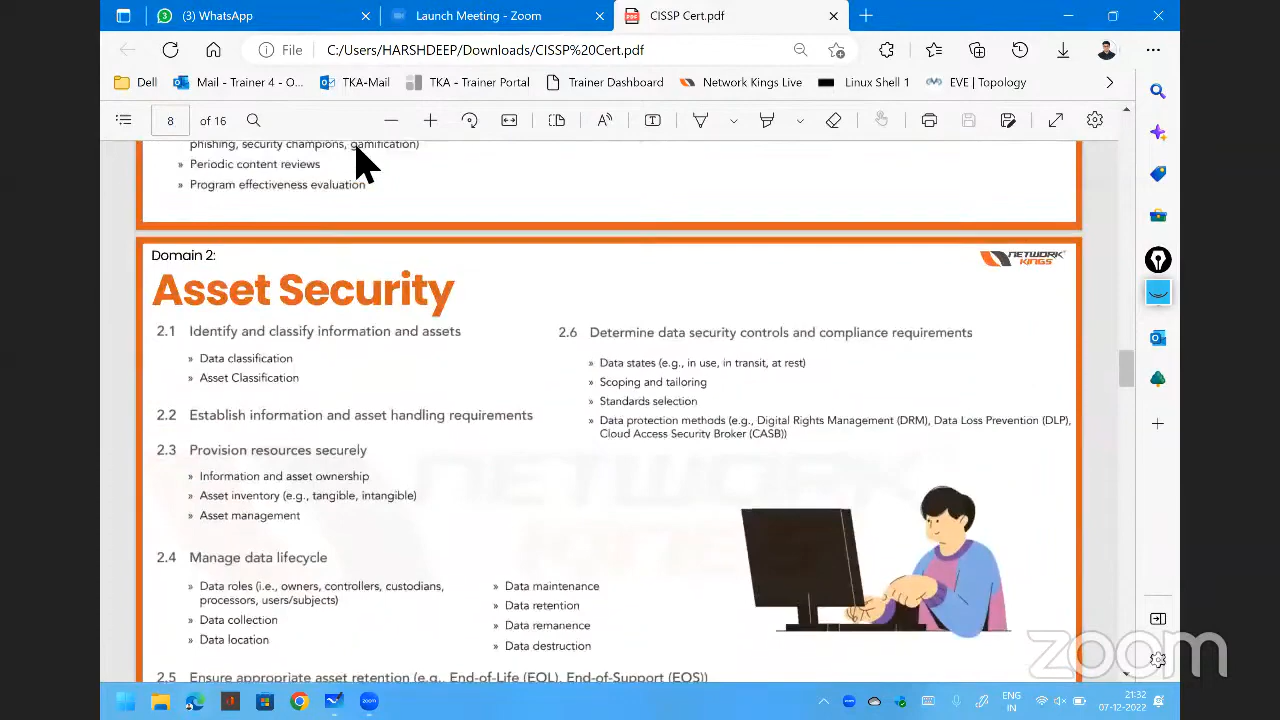 (3) WhatsApp
Launch Meeting - Zoom
CISSP Cert.pdf
File
C:/Users/HARSHDEEP/Downloads/CISSP%20Cert.pdf
Dell
Mail - Trainer 4 - O...
TKA-Mail
TKA - Trainer Portal
Trainer Dashboard
Network Kings Live
Linux Shell 1
EVE | Topology
8 of 16
phishing, security champions, gamification)
» Periodic content reviews
» Program effectiveness evaluation
Domain 2:
NETWORK
KINGS
Asset Security
2.1 Identify and classify information and assets
» Data classification
» Asset Classification
2.2 Establish information and asset handling requirements
2.3 Provision resources securely
» Information and asset ownership
» Asset inventory (e.g., tangible, intangible)
» Asset management
2.4 Manage data lifecycle
» Data roles (i.e., owners, controllers, custodians,
processors, users/subjects)
» Data collection
» Data location
» Data maintenance
» Data retention
» Data remanence
» Data destruction
2.5 Ensure appropriate asset retention (e.g., End-of-Life (EOL), End-of-Support (EOS))
2.6 Determine data security controls and compliance requirements
» Data states (e.g., in use, in transit, at rest)
» Scoping and tailoring
» Standards selection
» Data protection methods (e.g., Digital Rights Management (DRM), Data Loss Prevention (DLP),
Cloud Access Security Broker (CASB))
NETWORK
KINGS
zoom
ENG
IN
21:32
07-12-2022